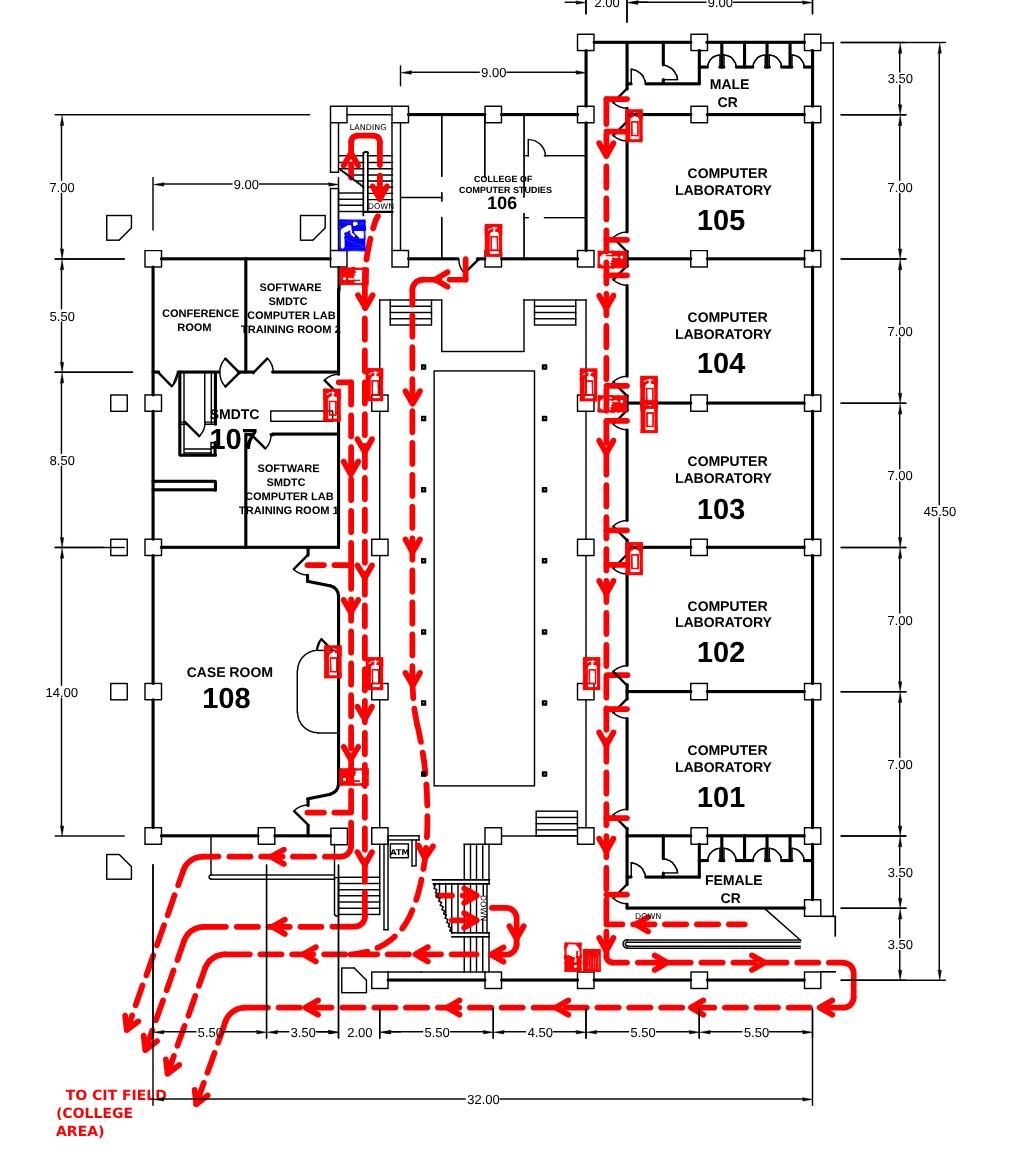 2.00
9.00
9.00
3.50
MALE
CR
LANDING
7.00
9.00
DOWN
COLLEGE OF
COMPUTER STUDIES
106
COMPUTER
LABORATORY
105
7.00
5.50
CONFERENCE
ROOM
SOFTWARE
SMDTC
COMPUTER LAB
TRAINING ROOM 2
COMPUTER
LABORATORY
104
7.00
SMDTC
107
8.50
SOFTWARE
SMDTC
COMPUTER LAB
TRAINING ROOM 1
COMPUTER
LABORATORY
103
7.00
45.50
COMPUTER
LABORATORY
102
7.00
CASE ROOM
108
14.00
COMPUTER
LABORATORY
101
7.00
ATM
FEMALE
CR
3.50
DOWN
DOWN
3.50
5.50
3.50
2.00
5.50
4.50
5.50
5.50
32.00
TO CIT FIELD
(COLLEGE
AREA)